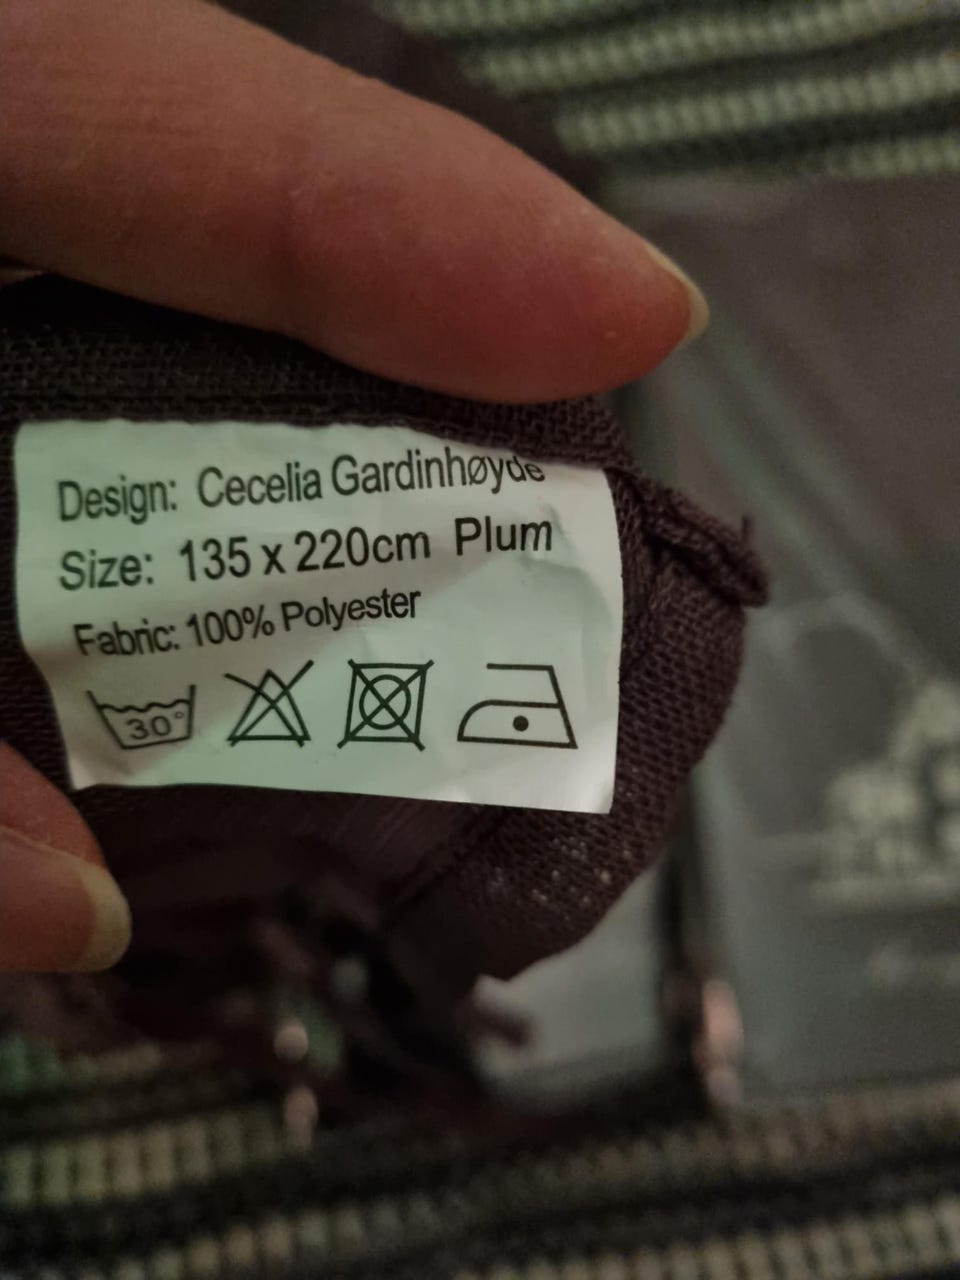 Design: Cecelia Gardinhøyde
Size: 135 x 220cm Plum
Fabric: 100% Polyester
30°